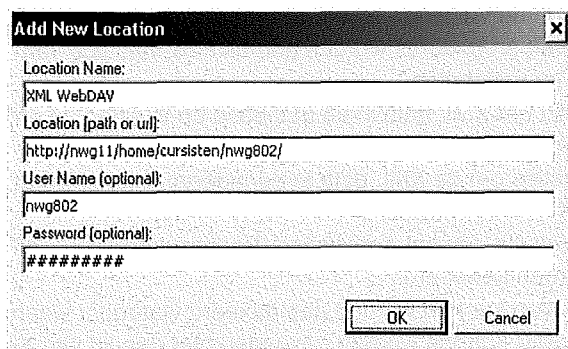 Add New Location
Location Name:
XML WebDAV
Location (path or url):
http://nwg11/home/cursisten/nwg802/
User Name (optional):
nwg802
Password (optional):
#########
OK Cancel